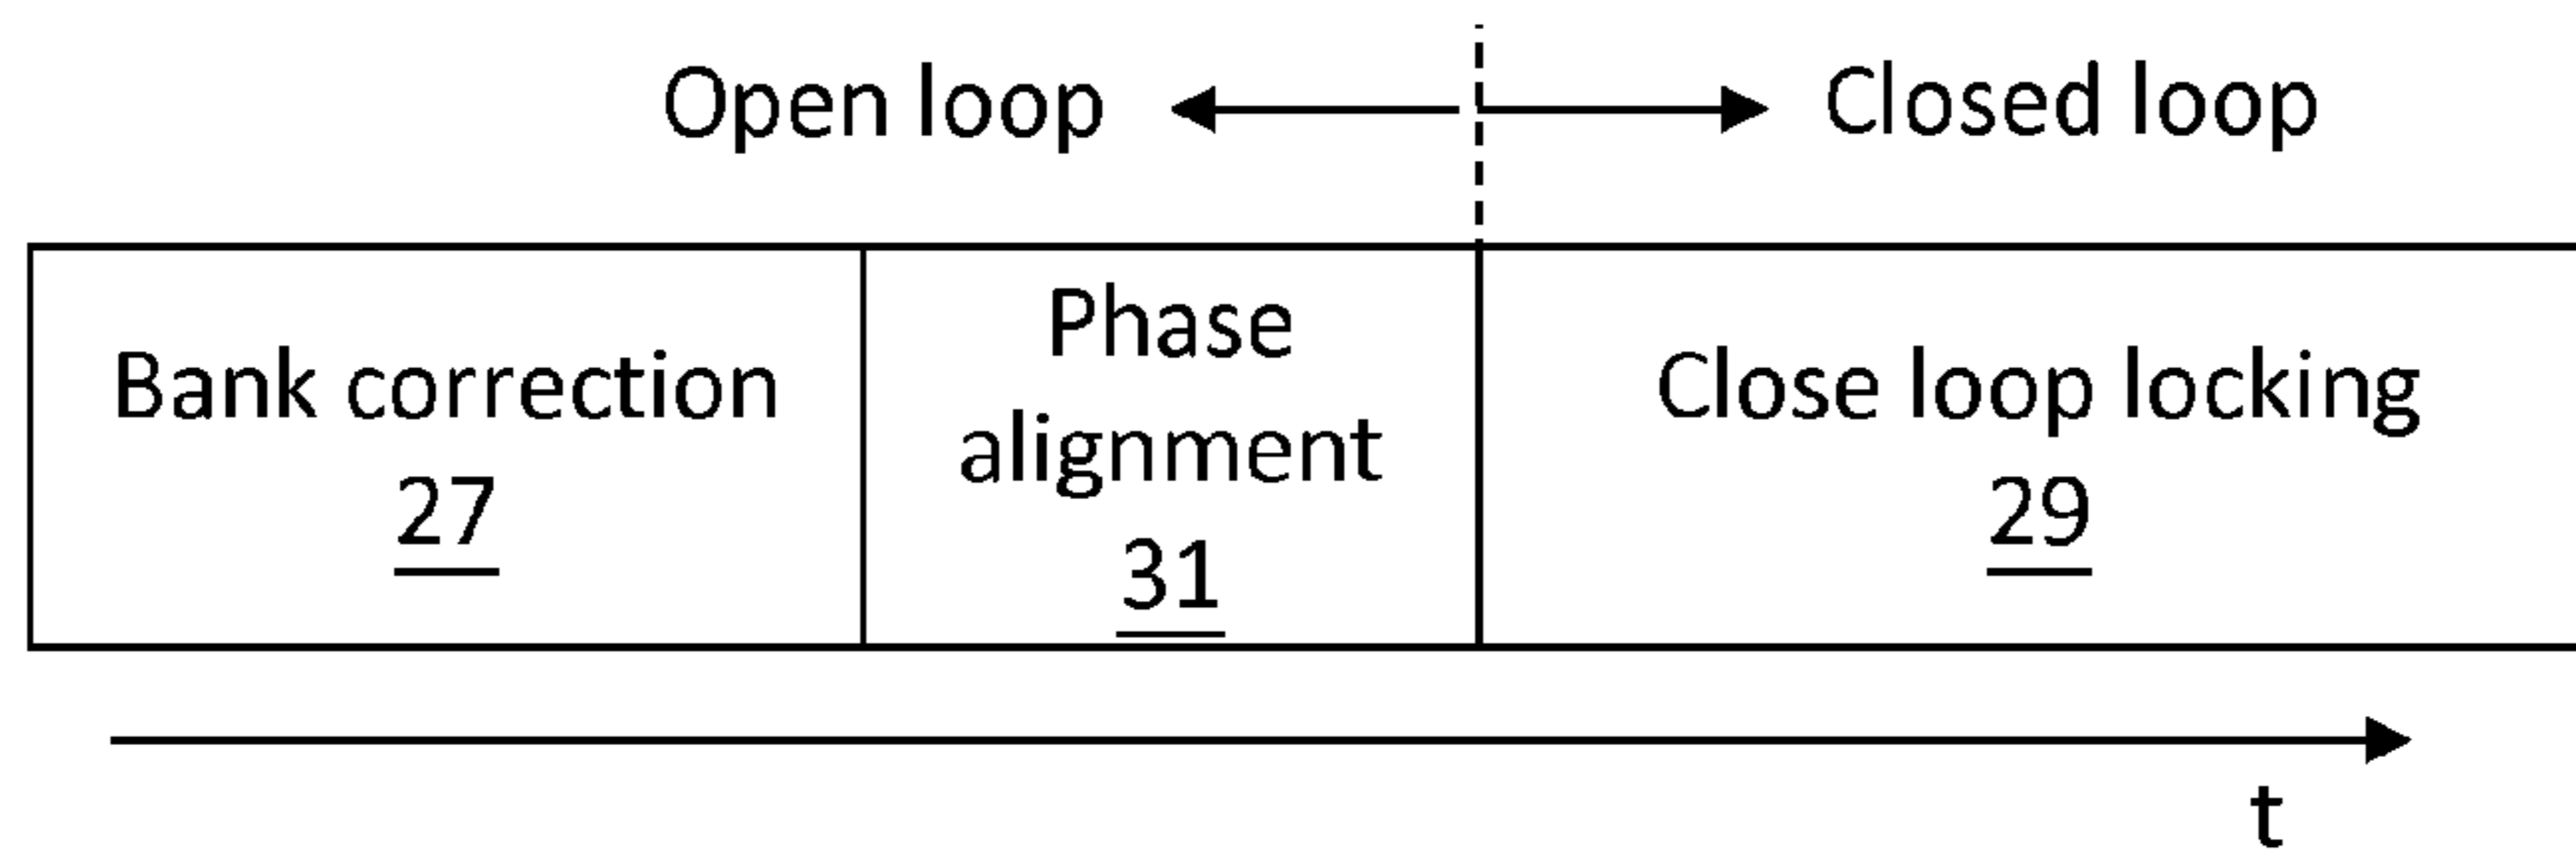 Open loop
Closed loop
Bank correction
27
Phase
alignment
31
Close loop locking
29
t